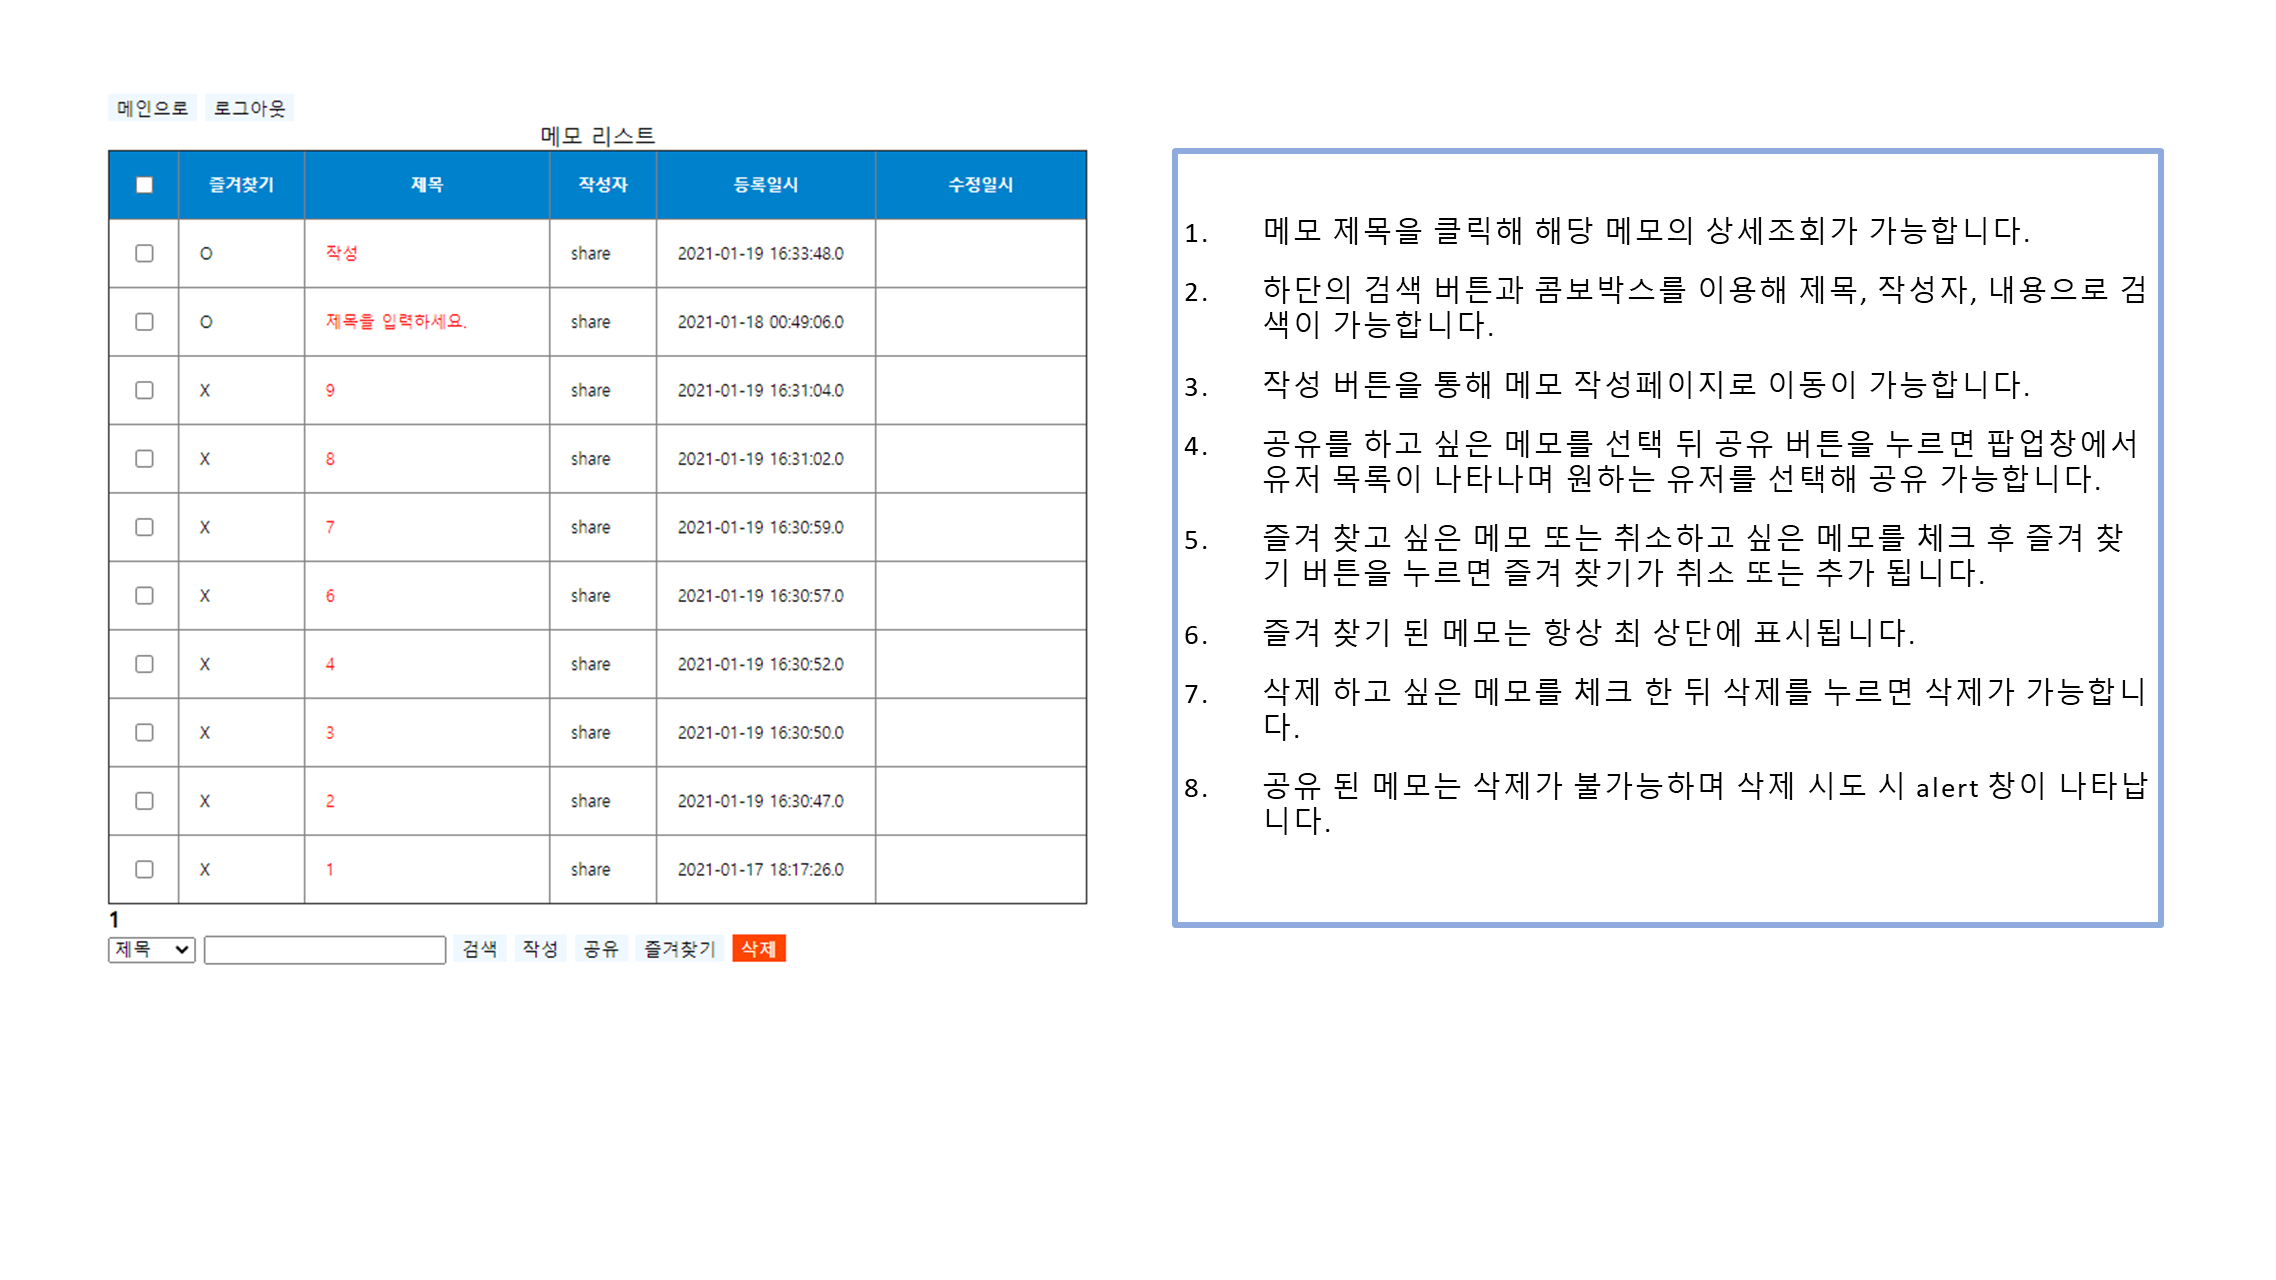 메인으로 로그아웃
메모 리스트
즐겨찾기 제목 작성자 등록일시 수정일시
O 작성 share 2021-01-19 16:33:48.0
O 제목을 입력하세요. share 2021-01-18 00:49:06.0
X 9 share 2021-01-19 16:31:04.0
X 8 share 2021-01-19 16:31:02.0
X 7 share 2021-01-19 16:30:59.0
X 6 share 2021-01-19 16:30:57.0
X 4 share 2021-01-19 16:30:52.0
X 3 share 2021-01-19 16:30:50.0
X 2 share 2021-01-19 16:30:47.0
X 1 share 2021-01-17 18:17:26.0
1
제목 검색 작성 공유 즐겨찾기 삭제
1. 메모 제목을 클릭해 해당 메모의 상세조회가 가능합니다.
2. 하단의 검색 버튼과 콤보박스를 이용해 제목, 작성자, 내용으로 검
색이 가능합니다.
3. 작성 버튼을 통해 메모 작성페이지로 이동이 가능합니다.
4. 공유를 하고 싶은 메모를 선택 뒤 공유 버튼을 누르면 팝업창에서
유저 목록이 나타나며 원하는 유저를 선택해 공유 가능합니다.
5. 즐겨 찾고 싶은 메모 또는 취소하고 싶은 메모를 체크 후 즐겨 찾
기 버튼을 누르면 즐겨 찾기가 취소 또는 추가 됩니다.
6. 즐겨 찾기 된 메모는 항상 최 상단에 표시됩니다.
7. 삭제 하고 싶은 메모를 체크 한 뒤 삭제를 누르면 삭제가 가능합니
다.
8. 공유 된 메모는 삭제가 불가능하며 삭제 시도 시 alert 창이 나타납
니다.